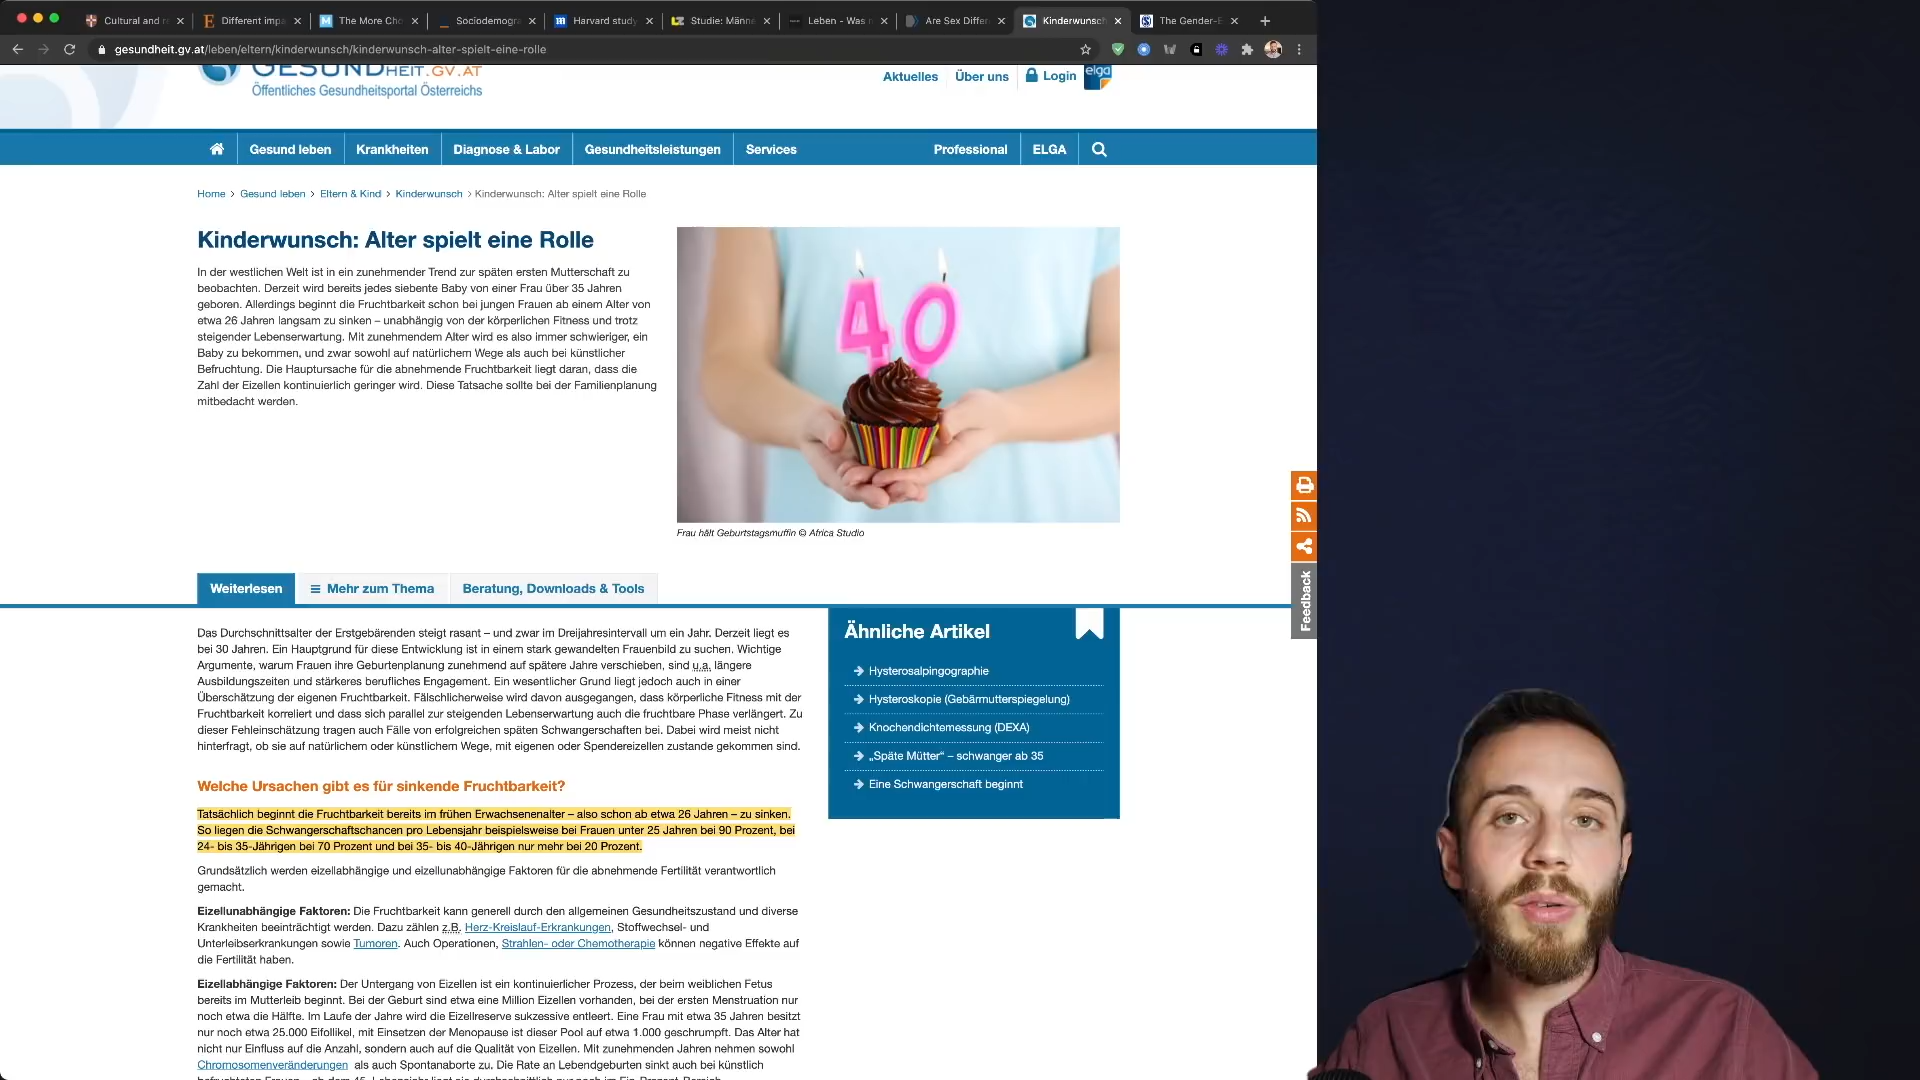 Cultural and r
Different impa
The More Cho
Sociodemogra
Harvard study
Studie: Männe
Leben - Was n
Are Sex Differ
Kinderwunsch
The Gender-E
gesundheit.gv.at/leben/eltern/kinderwunsch/kinderwunsch-alter-spielt-eine-rolle
GESUNDHEIT.GV.AT
Öffentliches Gesundheitsportal Österreichs
Aktuelles
Über uns
Login
elga
Gesund leben
Krankheiten
Diagnose & Labor
Gesundheitsleistungen
Services
Professional
ELGA
Home > Gesund leben > Eltern & Kind > Kinderwunsch > Kinderwunsch: Alter spielt eine Rolle
Kinderwunsch: Alter spielt eine Rolle
In der westlichen Welt ist in ein zunehmender Trend zur späten ersten Mutterschaft zu
beobachten. Derzeit wird bereits jedes siebente Baby von einer Frau über 35 Jahren
geboren. Allerdings beginnt die Fruchtbarkeit schon bei jungen Frauen ab einem Alter von
etwa 26 Jahren langsam zu sinken – unabhängig von der körperlichen Fitness und trotz
steigender Lebenserwartung. Mit zunehmendem Alter wird es also immer schwieriger, ein
Baby zu bekommen, und zwar sowohl auf natürlichem Wege als auch bei künstlicher
Befruchtung. Die Hauptursache für die abnehmende Fruchtbarkeit liegt daran, dass die
Zahl der Eizellen kontinuierlich geringer wird. Diese Tatsache sollte bei der Familienplanung
mitbedacht werden.
40
Frau hält Geburtstagsmuffin © Africa Studio
Feedback
Weiterlesen
Mehr zum Thema
Beratung, Downloads & Tools
Das Durchschnittsalter der Erstgebärenden steigt rasant – und zwar im Dreijahresintervall um ein Jahr. Derzeit liegt es
bei 30 Jahren. Ein Hauptgrund für diese Entwicklung ist in einem stark gewandelten Frauenbild zu suchen. Wichtige
Argumente, warum Frauen ihre Geburtenplanung zunehmend auf spätere Jahre verschieben, sind u.a. längere
Ausbildungszeiten und stärkeres berufliches Engagement. Ein wesentlicher Grund liegt jedoch auch in einer
Überschätzung der eigenen Fruchtbarkeit. Fälschlicherweise wird davon ausgegangen, dass körperliche Fitness mit der
Fruchtbarkeit korreliert und dass sich parallel zur steigenden Lebenserwartung auch die fruchtbare Phase verlängert. Zu
dieser Fehleinschätzung tragen auch Fälle von erfolgreichen späten Schwangerschaften bei. Dabei wird meist nicht
hinterfragt, ob sie auf natürlichem oder künstlichem Wege, mit eigenen oder Spendereizellen zustande gekommen sind.
Welche Ursachen gibt es für sinkende Fruchtbarkeit?
Tatsächlich beginnt die Fruchtbarkeit bereits im frühen Erwachsenenalter – also schon ab etwa 26 Jahren – zu sinken.
So liegen die Schwangerschaftschancen pro Lebensjahr beispielsweise bei Frauen unter 25 Jahren bei 90 Prozent, bei
24- bis 35-Jährigen bei 70 Prozent und bei 35- bis 40-Jährigen nur mehr bei 20 Prozent.
Grundsätzlich werden eizellabhängige und eizellunabhängige Faktoren für die abnehmende Fertilität verantwortlich
gemacht.
Eizellunabhängige Faktoren: Die Fruchtbarkeit kann generell durch den allgemeinen Gesundheitszustand und diverse
Krankheiten beeinträchtigt werden. Dazu zählen z.B. Herz-Kreislauf-Erkrankungen, Stoffwechsel- und
Unterleibserkrankungen sowie Tumoren. Auch Operationen, Strahlen- oder Chemotherapie können negative Effekte auf
die Fertilität haben.
Eizellabhängige Faktoren: Der Untergang von Eizellen ist ein kontinuierlicher Prozess, der beim weiblichen Fetus
bereits im Mutterleib beginnt. Bei der Geburt sind etwa eine Million Eizellen vorhanden, bei der ersten Menstruation nur
noch etwa die Hälfte. Im Laufe der Jahre wird die Eizellreserve sukzessive entleert. Eine Frau mit etwa 35 Jahren besitzt
nur noch etwa 25.000 Eifollikel, mit Einsetzen der Menopause ist dieser Pool auf etwa 1.000 geschrumpft. Das Alter hat
nicht nur Einfluss auf die Anzahl, sondern auch auf die Qualität von Eizellen. Mit zunehmenden Jahren nehmen sowohl
Chromosomenveränderungen als auch Spontanaborte zu. Die Rate an Lebendgeburten sinkt auch bei künstlich
Ähnliche Artikel
Hysterosalpingographie
Hysteroskopie (Gebärmutterspiegelung)
Knochendichtemessung (DEXA)
„Späte Mütter“ – schwanger ab 35
Eine Schwangerschaft beginnt